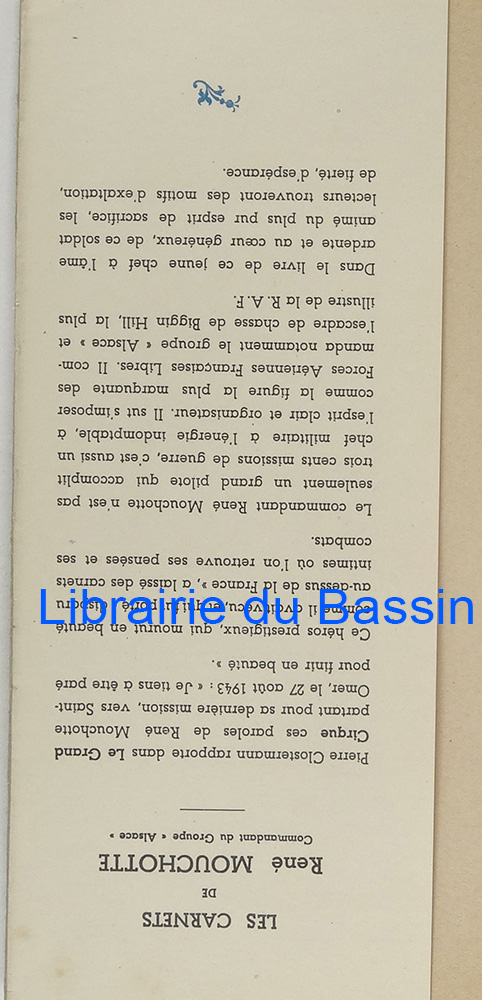 LES CARNETS
DE
René MOUCHOTTE
Commandant du Groupe « Alsace »
Pierre Clostermann rapporte dans Le Grand
Cirque ces paroles de René Mouchotte
partant pour sa dernière mission, vers Saint-
Omer, le 27 août 1943 : « Je tiens à être paré
pour finir en beauté ».
Ce héros prestigieux, qui mourut en beauté
comme il avait vécu, et qui fut porté « disparu
au-dessus de la France », a laissé des carnets
intimes où l'on retrouve ses pensées et ses
combats.
Le commandant René Mouchotte n'est pas
seulement un grand pilote qui accomplit
trois cents missions de guerre, c'est aussi un
chef militaire à l'énergie indomptable, à
l'esprit clair et organisateur. Il sut s'imposer
comme la figure la plus marquante des
Forces Aériennes Françaises Libres. Il com-
manda notamment le groupe « Alsace » et
l'escadre de chasse de Biggin Hill, la plus
illustre de la R. A. F.
Dans le livre de ce jeune chef à l'âme
ardente et au cœur généreux, de ce soldat
animé du plus pur esprit de sacrifice, les
lecteurs trouveront des motifs d'exaltation,
de fierté, d'espérance.
Librairie du Bassin